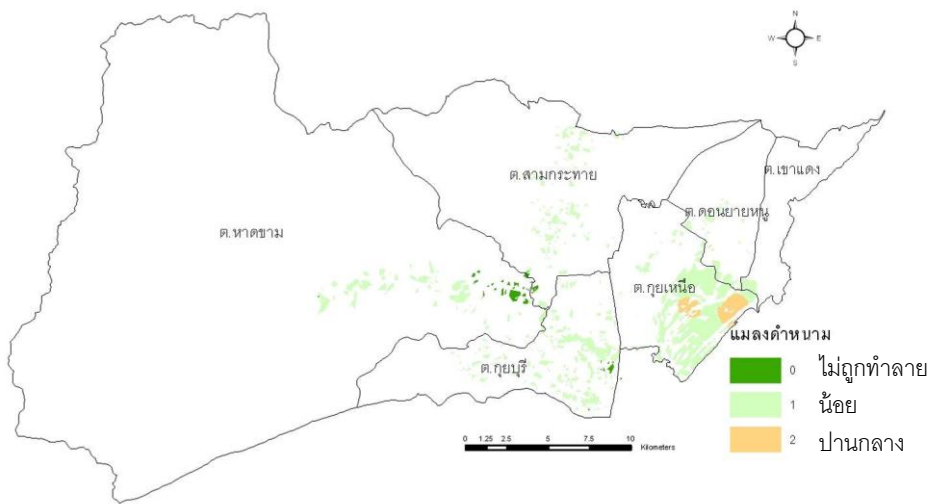 N
W E
S
ต.สามกระทาย
ต.เขาแดง
ต.ดอนยายหนู
ต.หาดขาม
ต.กุยเหนือ
ต.กุยบุรี
แมลงดำหนาม
0 ไม่ถูกทำลาย
1 น้อย
2 ปานกลาง
0 1.25 2.5 5 7.5 10
Kilometers